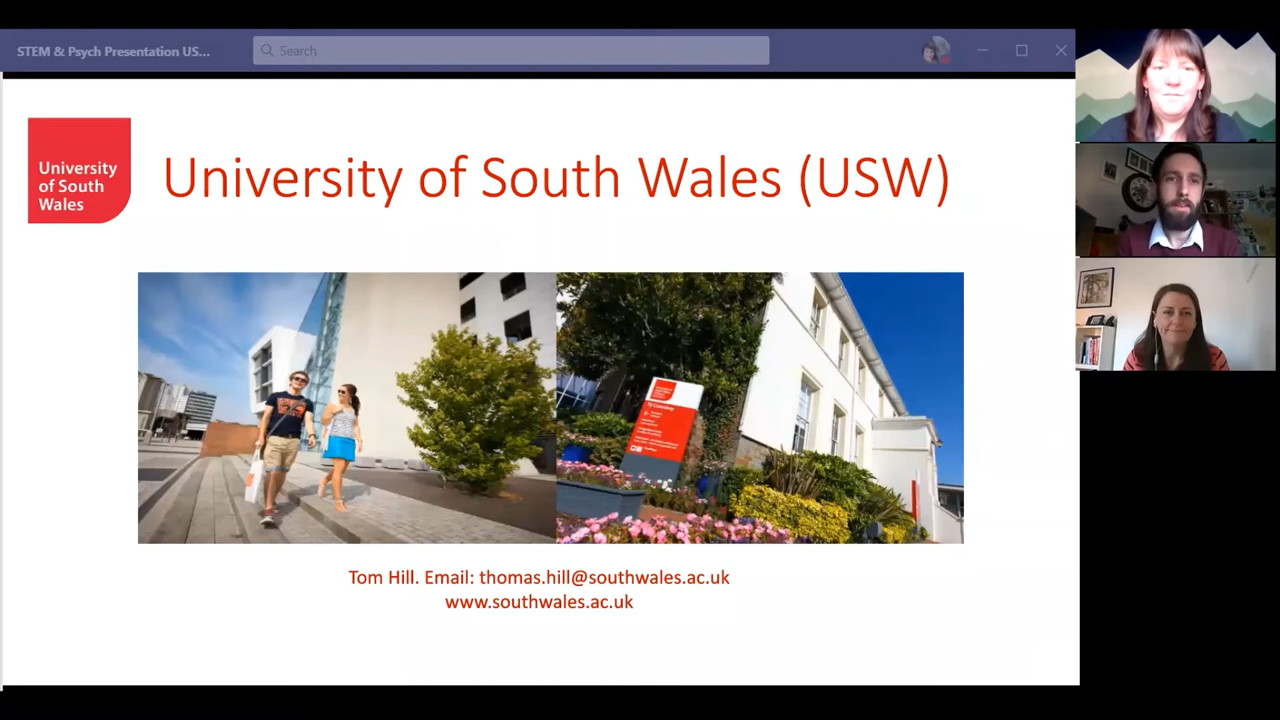 STEM & Psych Presentation US...
Search
University
of South
Wales
University of South Wales (USW)
Tom Hill. Email: thomas.hill@southwales.ac.uk
www.southwales.ac.uk